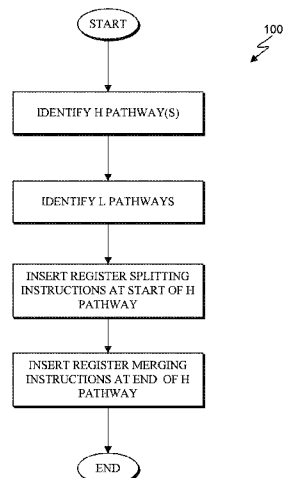 START
100
IDENTIFY H PATHWAY(S)
IDENTIFY L PATHWAYS
INSERT REGISTER SPLITTING
INSTRUCTIONS AT START OF H
PATHWAY
INSERT REGISTER MERGING
INSTRUCTIONS AT END OF H
PATHWAY
END